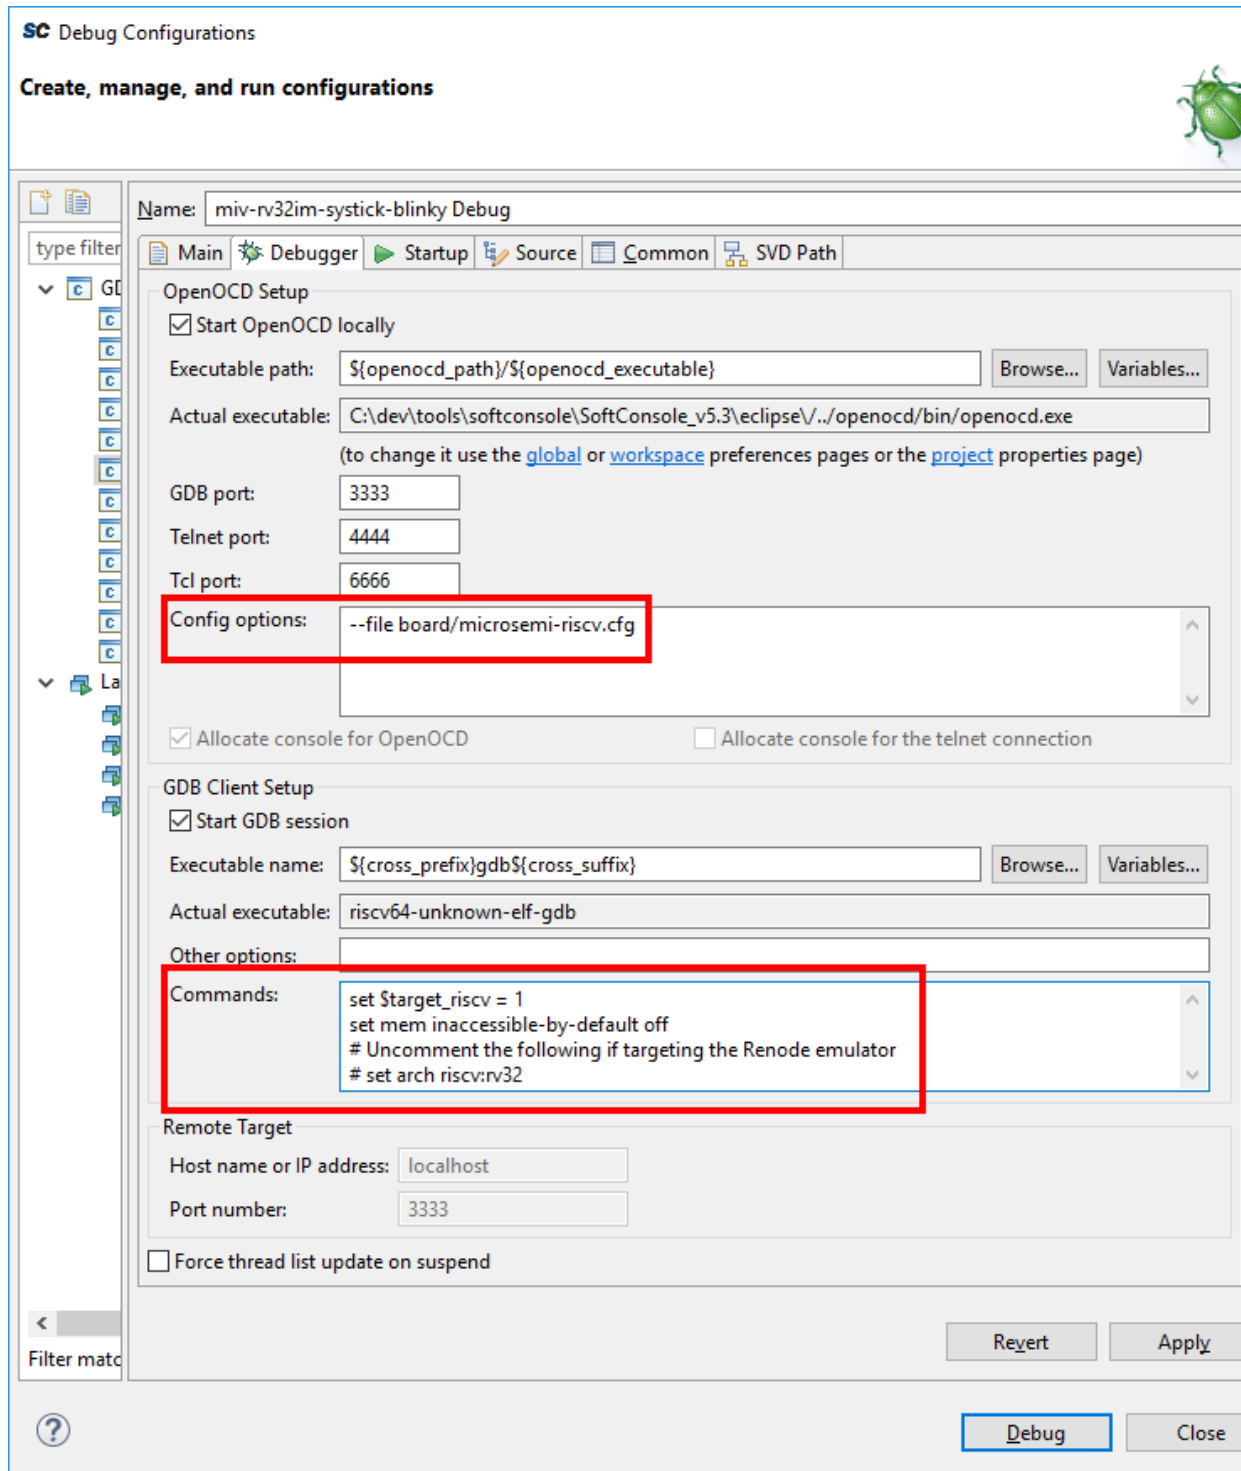 SC Debug Configurations
Create, manage, and run configurations
Name: miv-rv32im-systick-blinky Debug
type filter
Main Debugger Startup Source Common SVD Path
GD
OpenOCD Setup
Start OpenOCD locally
Executable path: ${openocd_path}/${openocd_executable} Browse... Variables...
Actual executable: C:\dev\tools\softconsole\SoftConsole_v5.3\eclipse\/../openocd/bin/openocd.exe
(to change it use the global or workspace preferences pages or the project properties page)
GDB port: 3333
Telnet port: 4444
Tcl port: 6666
Config options: --file board/microsemi-riscv.cfg
La
Allocate console for OpenOCD Allocate console for the telnet connection
GDB Client Setup
Start GDB session
Executable name: ${cross_prefix}gdb${cross_suffix} Browse... Variables...
Actual executable: riscv64-unknown-elf-gdb
Other options:
Commands: set $target_riscv = 1
set mem inaccessible-by-default off
# Uncomment the following if targeting the Renode emulator
# set arch riscv:rv32
Remote Target
Host name or IP address: localhost
Port number: 3333
Force thread list update on suspend
Revert Apply
Filter matc
? Debug Close